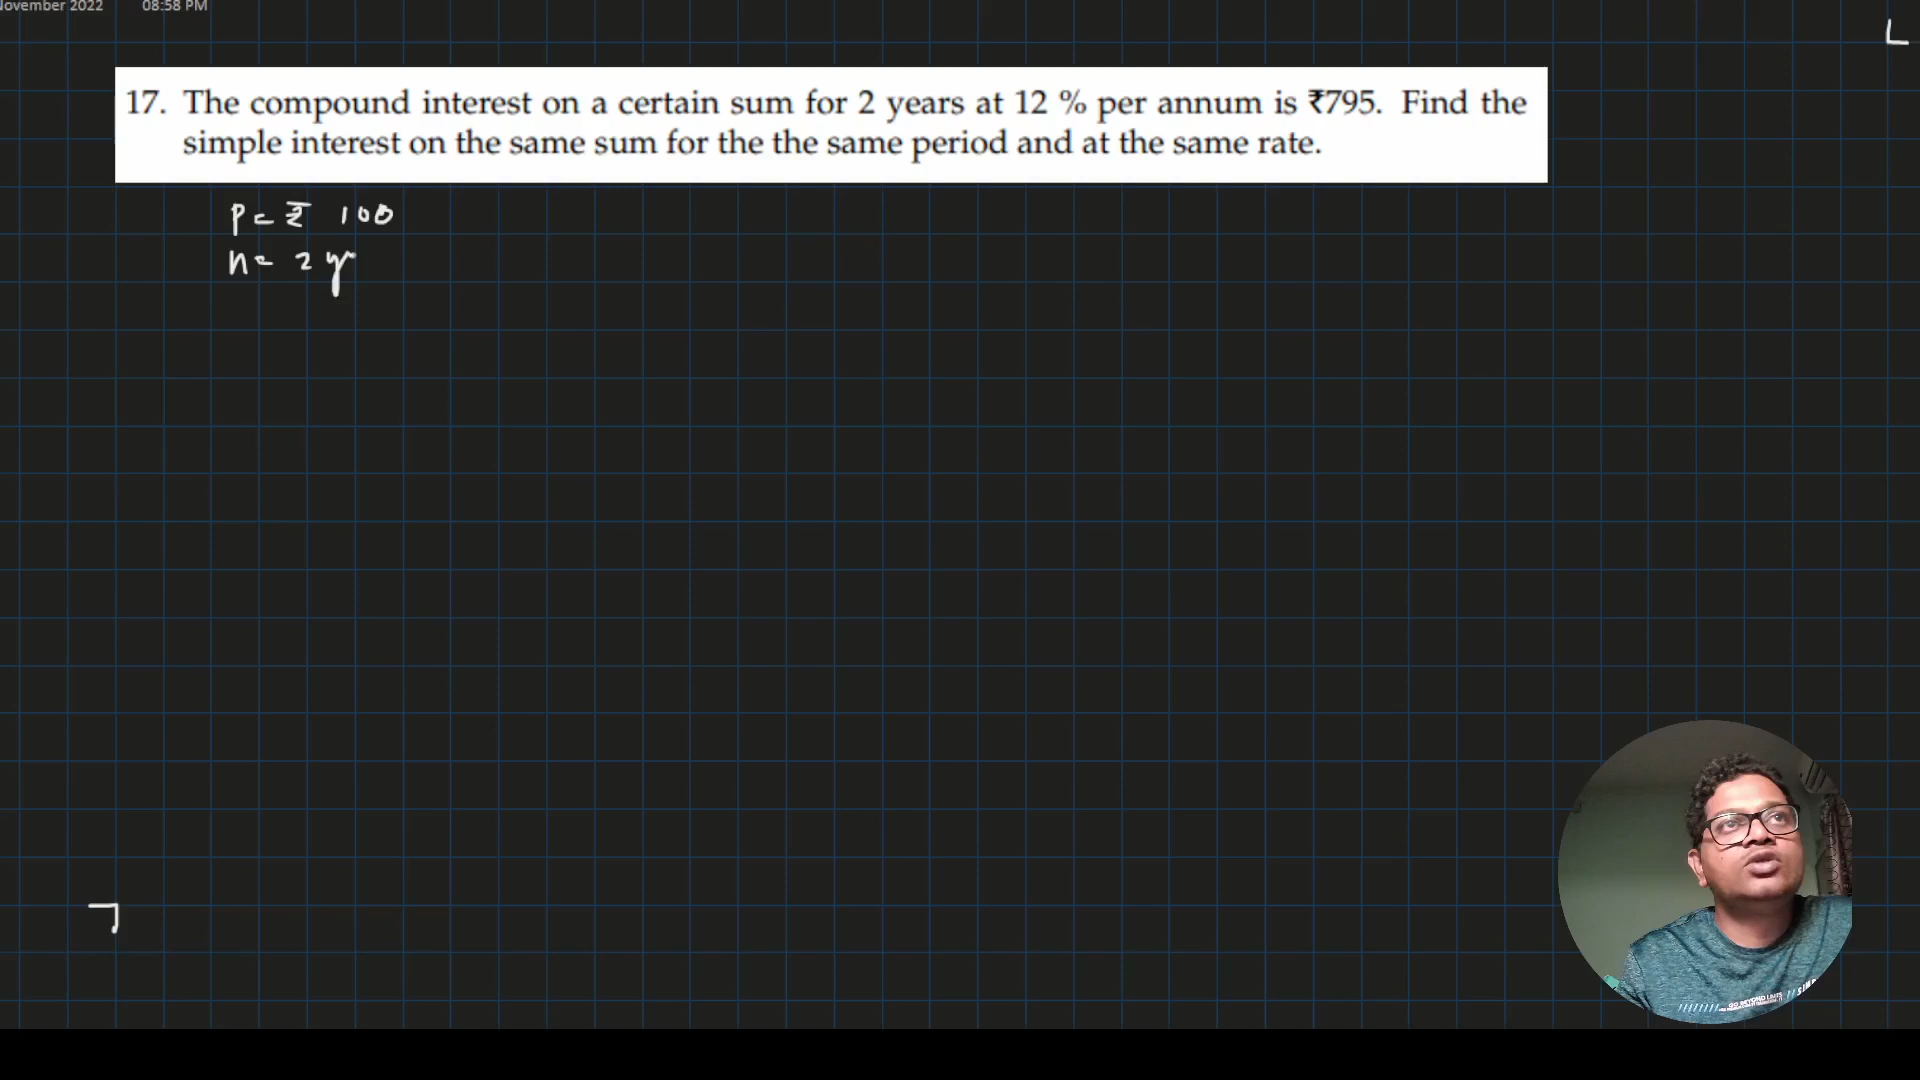 November 2022 08:58 PM
17. The compound interest on a certain sum for 2 years at 12 % per annum is ₹795. Find the
simple interest on the same sum for the the same period and at the same rate.
P = ₹ 100
n = 2 yr